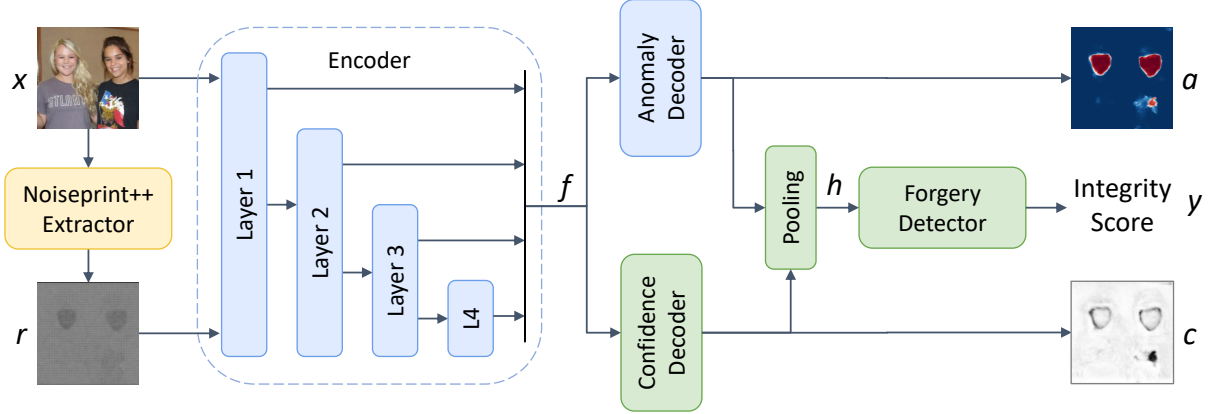 x
Noiseprint++
Extractor
r
Encoder
Layer 1
Layer 2
Layer 3
L4
f
Anomaly
Decoder
Confidence
Decoder
Pooling
h
Forgery
Detector
Integrity
Score
a
y
c